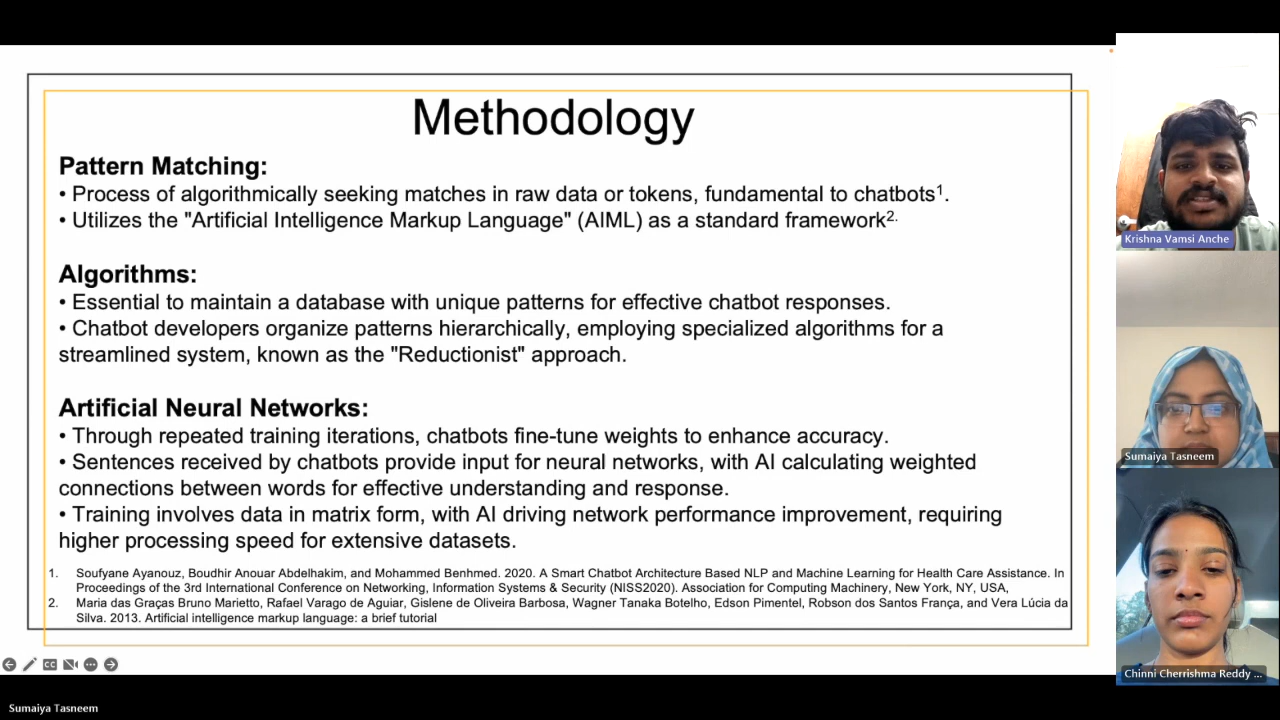 Methodology
Pattern Matching:
• Process of algorithmically seeking matches in raw data or tokens, fundamental to chatbots1.
• Utilizes the "Artificial Intelligence Markup Language" (AIML) as a standard framework2.
Algorithms:
• Essential to maintain a database with unique patterns for effective chatbot responses.
• Chatbot developers organize patterns hierarchically, employing specialized algorithms for a
streamlined system, known as the "Reductionist" approach.
Artificial Neural Networks:
• Through repeated training iterations, chatbots fine-tune weights to enhance accuracy.
• Sentences received by chatbots provide input for neural networks, with AI calculating weighted
connections between words for effective understanding and response.
• Training involves data in matrix form, with AI driving network performance improvement, requiring
higher processing speed for extensive datasets.
1. Soufyane Ayanouz, Boudhir Anouar Abdelhakim, and Mohammed Benhmed. 2020. A Smart Chatbot Architecture Based NLP and Machine Learning for Health Care Assistance. In
Proceedings of the 3rd International Conference on Networking, Information Systems & Security (NISS2020). Association for Computing Machinery, New York, NY, USA,
2. Maria das Graças Bruno Marietto, Rafael Varago de Aguiar, Gislene de Oliveira Barbosa, Wagner Tanaka Botelho, Edson Pimentel, Robson dos Santos França, and Vera Lúcia da
Silva. 2013. Artificial intelligence markup language: a brief tutorial
CC
Krishna Vamsi Anche
Sumaiya Tasneem
Chinni Cherrishma Reddy ...
Sumaiya Tasneem